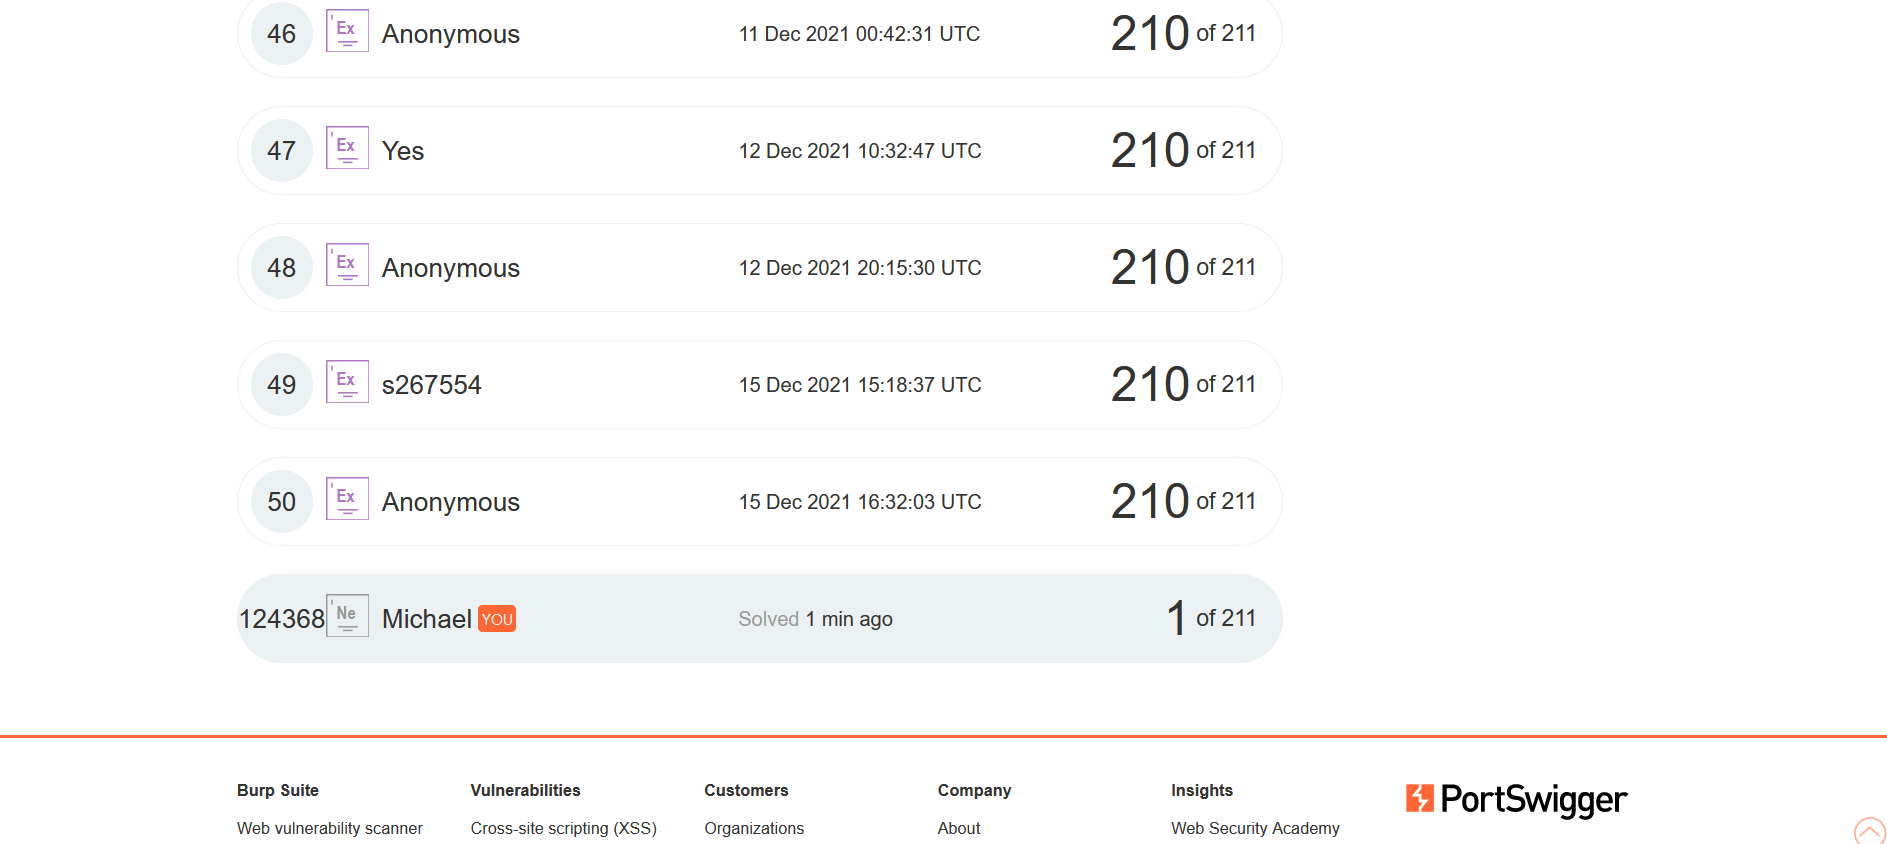 46 Ex Anonymous 11 Dec 2021 00:42:31 UTC 210 of 211
47 Ex Yes 12 Dec 2021 10:32:47 UTC 210 of 211
48 Ex Anonymous 12 Dec 2021 20:15:30 UTC 210 of 211
49 Ex s267554 15 Dec 2021 15:18:37 UTC 210 of 211
50 Ex Anonymous 15 Dec 2021 16:32:03 UTC 210 of 211
124368 Ne Michael YOU Solved 1 min ago 1 of 211
Burp Suite Vulnerabilities Customers Company Insights PortSwigger
Web vulnerability scanner Cross-site scripting (XSS) Organizations About Web Security Academy